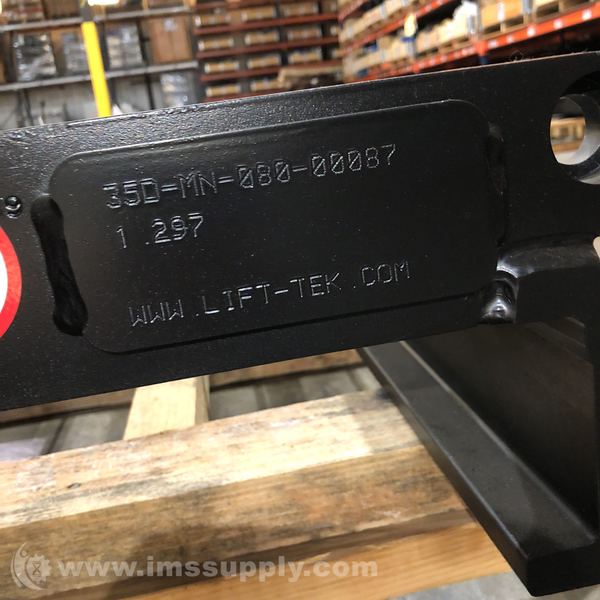 35D-MN-080-00087
1.297
WWW.LIFT-TEK.COM
www.imssupply.com